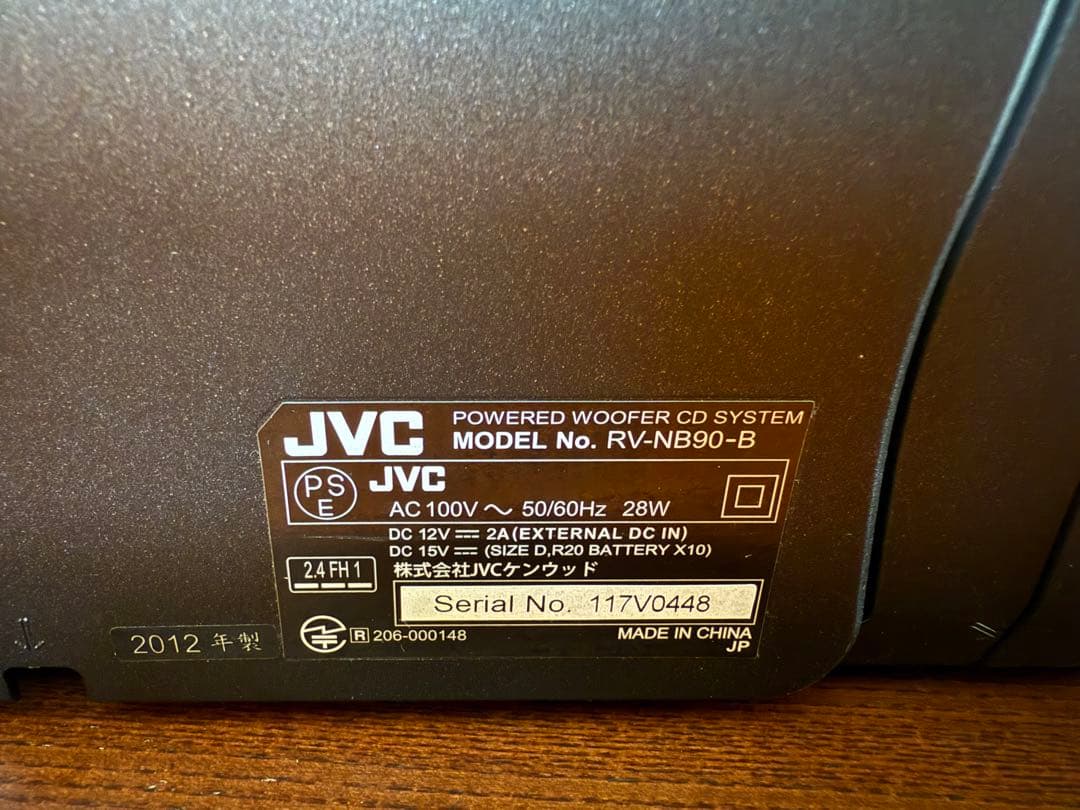 JVC POWERED WOOFER CD SYSTEM
MODEL No. RV-NB90-B
PSE JVC
AC 100V ～ 50/60Hz 28W
DC 12V ⎓ 2A(EXTERNAL DC IN)
DC 15V ⎓ (SIZE D,R20 BATTERY X10)
2.4 FH 1 株式会社JVCケンウッド
Serial No. 117V0448
R 206-000148 MADE IN CHINA
JP
2012 年 製